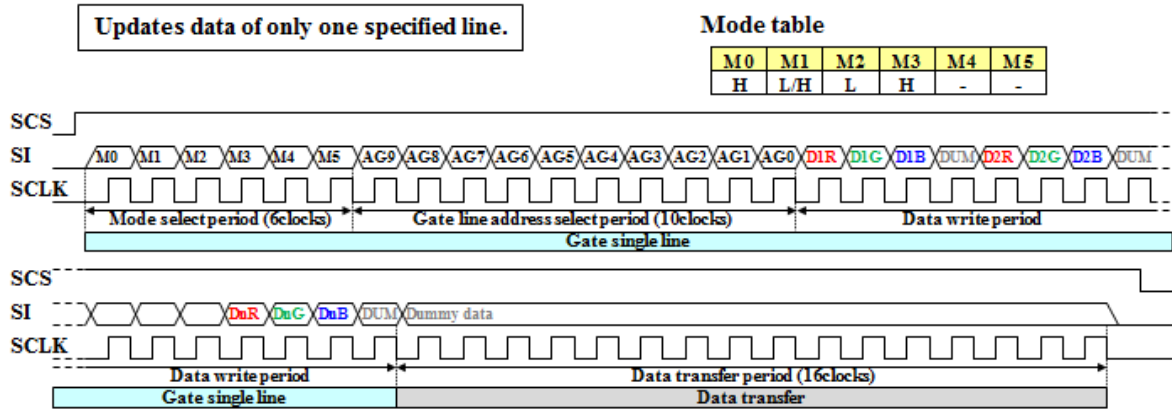 Updates data of only one specified line.
Mode table
M0 M1 M2 M3 M4 M5
H L/H L H - -
SCS
SI M0 M1 M2 M3 M4 M5 AG9 AG8 AG7 AG6 AG5 AG4 AG3 AG2 AG1 AG0 D1R D1G D1B DUM D2R D2G D2B DUM
SCLK
Mode select period (6clocks) Gate line address select period (10clocks) Data write period
Gate single line
SCS
SI DnR DnG DnB DUM Dummy data
SCLK
Data write period Data transfer period (16clocks)
Gate single line Data transfer